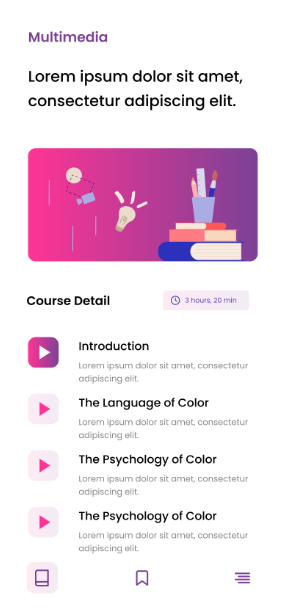 Multimedia
Lorem ipsum dolor sit amet,
consectetur adipiscing elit.
Course Detail
3 hours, 20 min
Introduction
Lorem ipsum dolor sit amet, consectetur
adipiscing elit.
The Language of Color
Lorem ipsum dolor sit amet, consectetur
adipiscing elit.
The Psychology of Color
Lorem ipsum dolor sit amet, consectetur
adipiscing elit.
The Psychology of Color
Lorem ipsum dolor sit amet, consectetur
adipiscing elit.